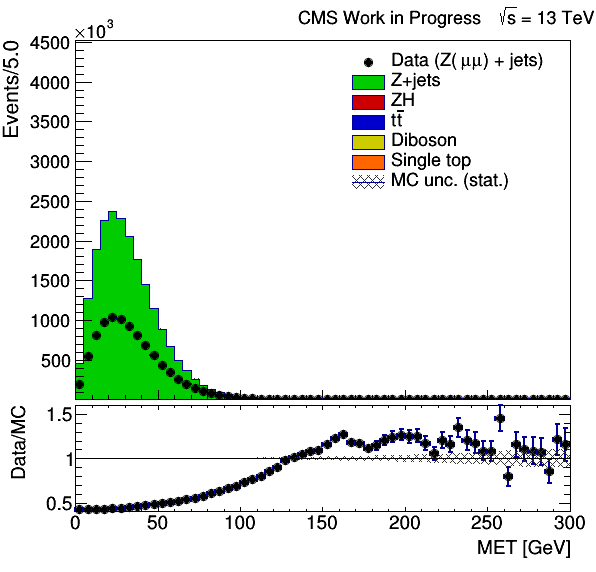 CMS Work in Progress √s = 13 TeV
×10³
Events/5.0
4500
4000
3500
3000
2500
2000
1500
1000
500
Data (Z(μμ) + jets)
Z+jets
ZH
tt̄
Diboson
Single top
MC unc. (stat.)
Data/MC
1.5
1
0.5
0 50 100 150 200 250 300
MET [GeV]